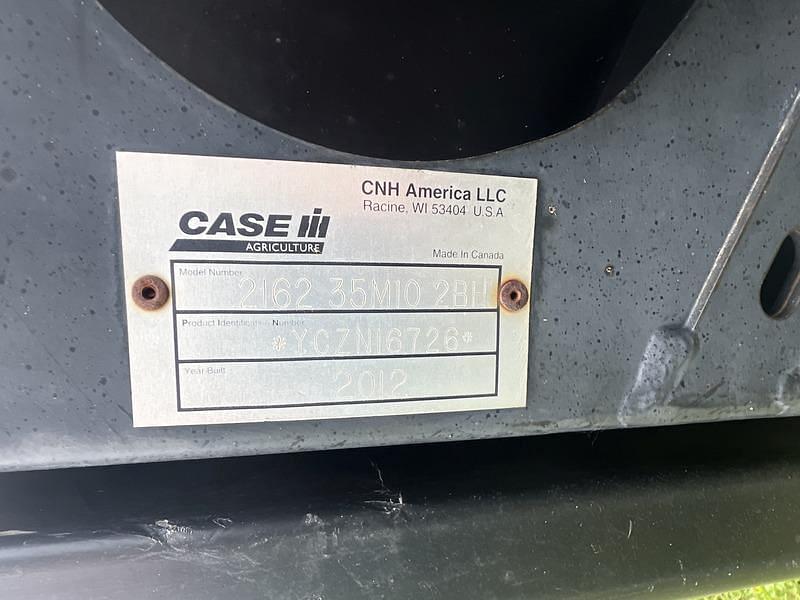 CNH America LLC
Racine, WI 53404 U.S.A.
CASE IH
AGRICULTURE
Made In Canada
Model Number
2162 35M10 2BH
Product Identification Number
*YCZN16726*
Year Built
2012